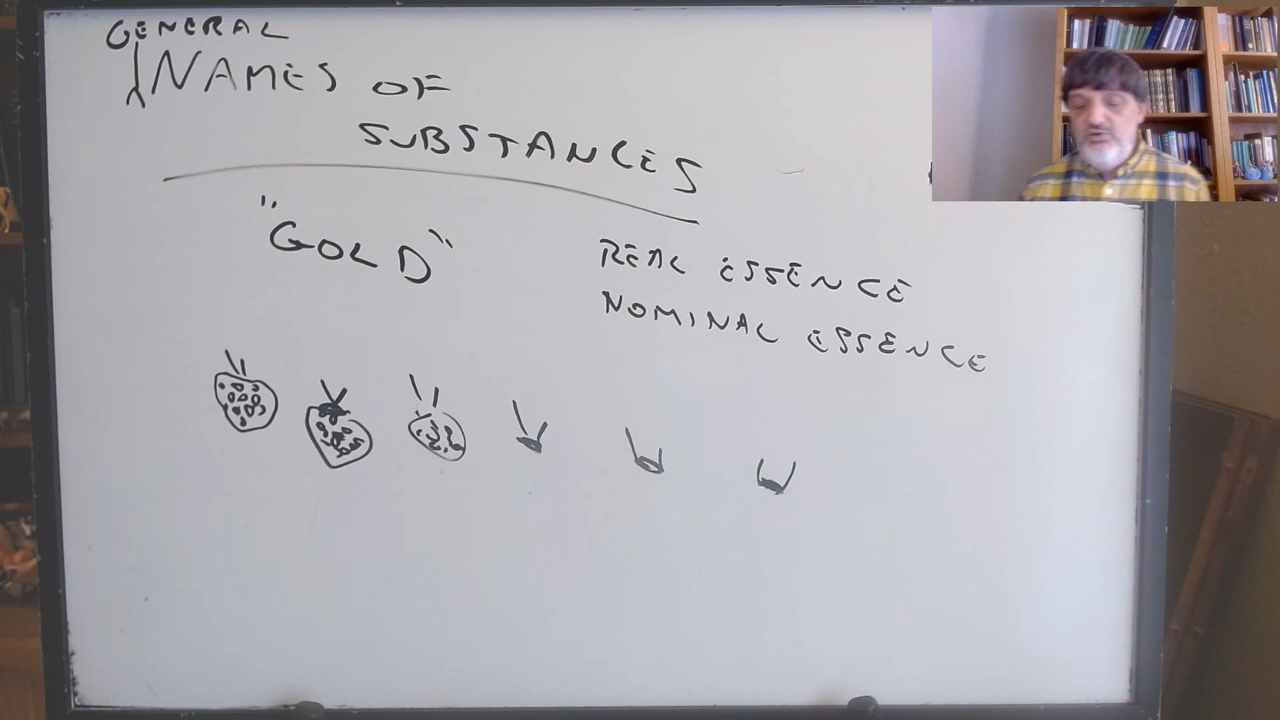 GENERAL
NAMES OF
SUBSTANCES
"GOLD"
REAL ESSENCE
NOMINAL ESSENCE